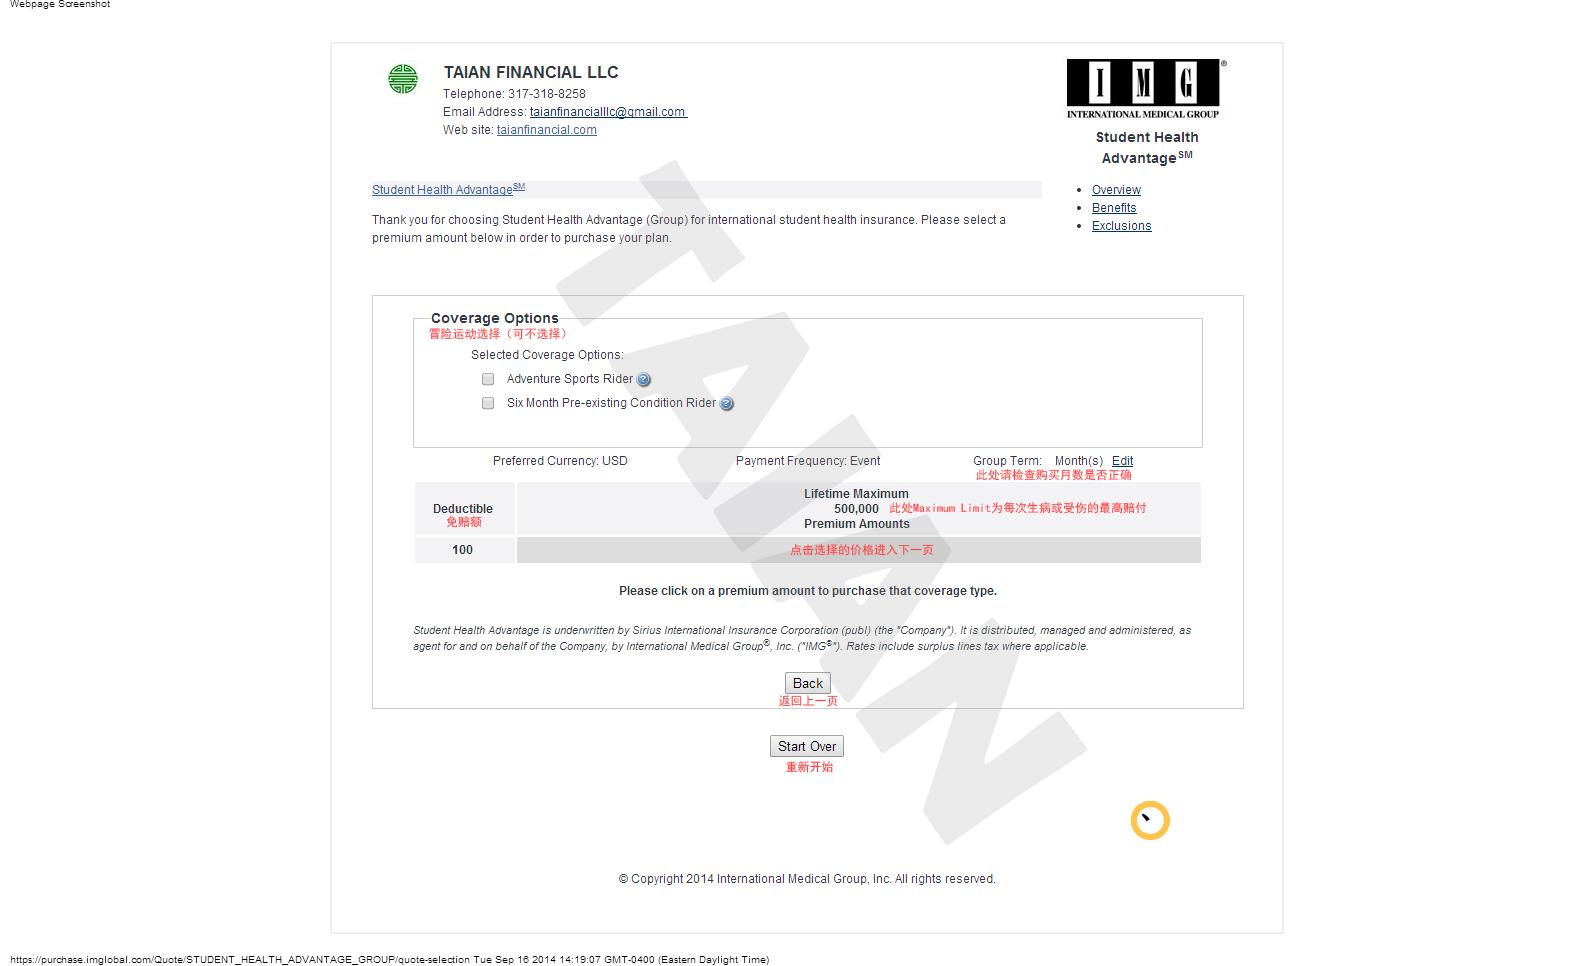 Webpage Screenshot
TAIAN FINANCIAL LLC
Telephone: 317-318-8258
Email Address: taianfinancialllc@gmail.com
Web site: taianfinancial.com
IMG®
INTERNATIONAL MEDICAL GROUP
Student Health
Advantage℠
Student Health Advantage℠
Overview
Benefits
Exclusions
Thank you for choosing Student Health Advantage (Group) for international student health insurance. Please select a
premium amount below in order to purchase your plan.
Coverage Options
冒险运动选择（可不选择）
Selected Coverage Options:
Adventure Sports Rider ?
Six Month Pre-existing Condition Rider ?
Preferred Currency: USD Payment Frequency: Event Group Term: Month(s) Edit
此处请检查购买月数是否正确
Deductible
免赔额
Lifetime Maximum
500,000 此处Maximum Limit为每次生病或受伤的最高赔付
Premium Amounts
100 点击选择的价格进入下一页
Please click on a premium amount to purchase that coverage type.
Student Health Advantage is underwritten by Sirius International Insurance Corporation (publ) (the "Company"). It is distributed, managed and administered, as
agent for and on behalf of the Company, by International Medical Group®, Inc. ("IMG®"). Rates include surplus lines tax where applicable.
Back
返回上一页
Start Over
重新开始
TAIAN
© Copyright 2014 International Medical Group, Inc. All rights reserved.
https://purchase.imglobal.com/Quote/STUDENT_HEALTH_ADVANTAGE_GROUP/quote-selection Tue Sep 16 2014 14:19:07 GMT-0400 (Eastern Daylight Time)